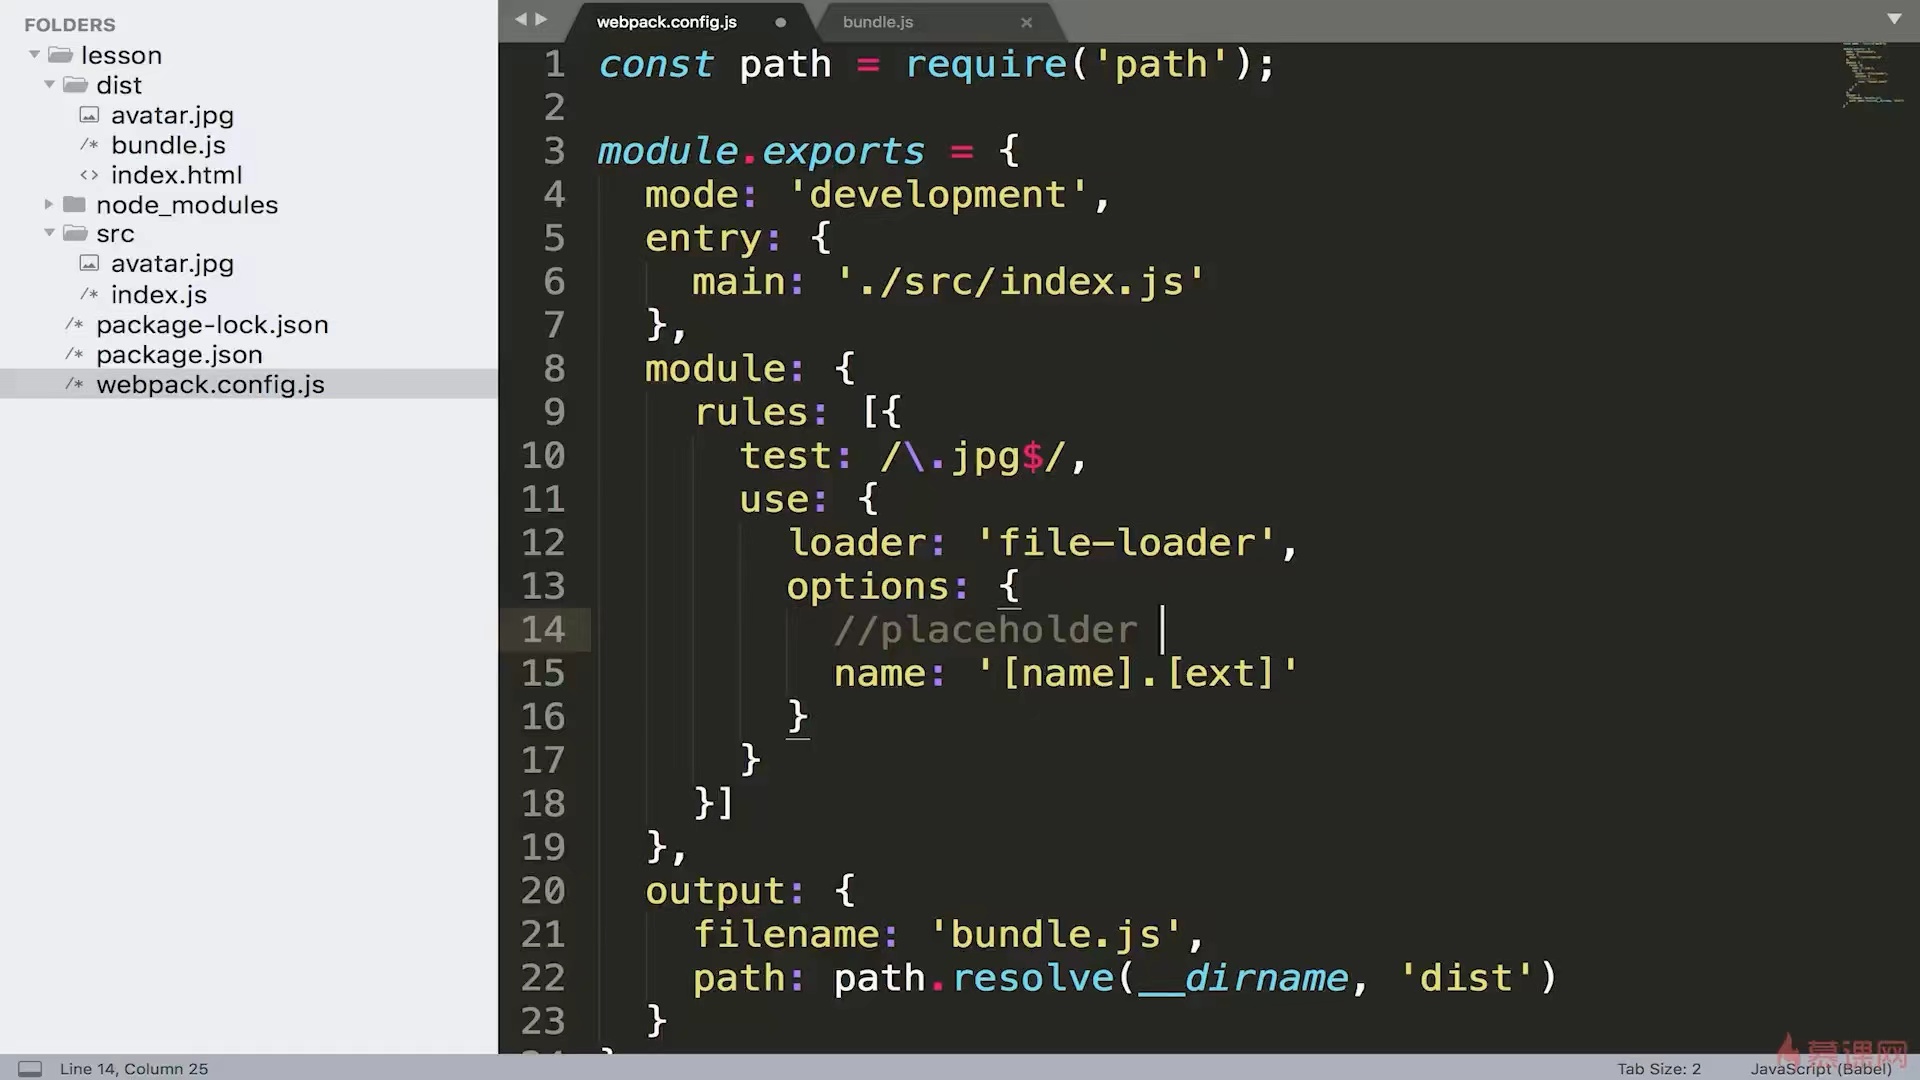 FOLDERS
lesson
dist
avatar.jpg
/* bundle.js
<> index.html
node_modules
src
avatar.jpg
/* index.js
/* package-lock.json
/* package.json
/* webpack.config.js
webpack.config.js
bundle.js
1 const path = require('path');
2
3 module.exports = {
4 mode: 'development',
5 entry: {
6 main: './src/index.js'
7 },
8 module: {
9 rules: [{
10 test: /\.jpg$/,
11 use: {
12 loader: 'file-loader',
13 options: {
14 //placeholder
15 name: '[name].[ext]'
16 }
17 }
18 }]
19 },
20 output: {
21 filename: 'bundle.js',
22 path: path.resolve(__dirname, 'dist')
23 }
Line 14, Column 25
Tab Size: 2
JavaScript (Babel)
慕课网